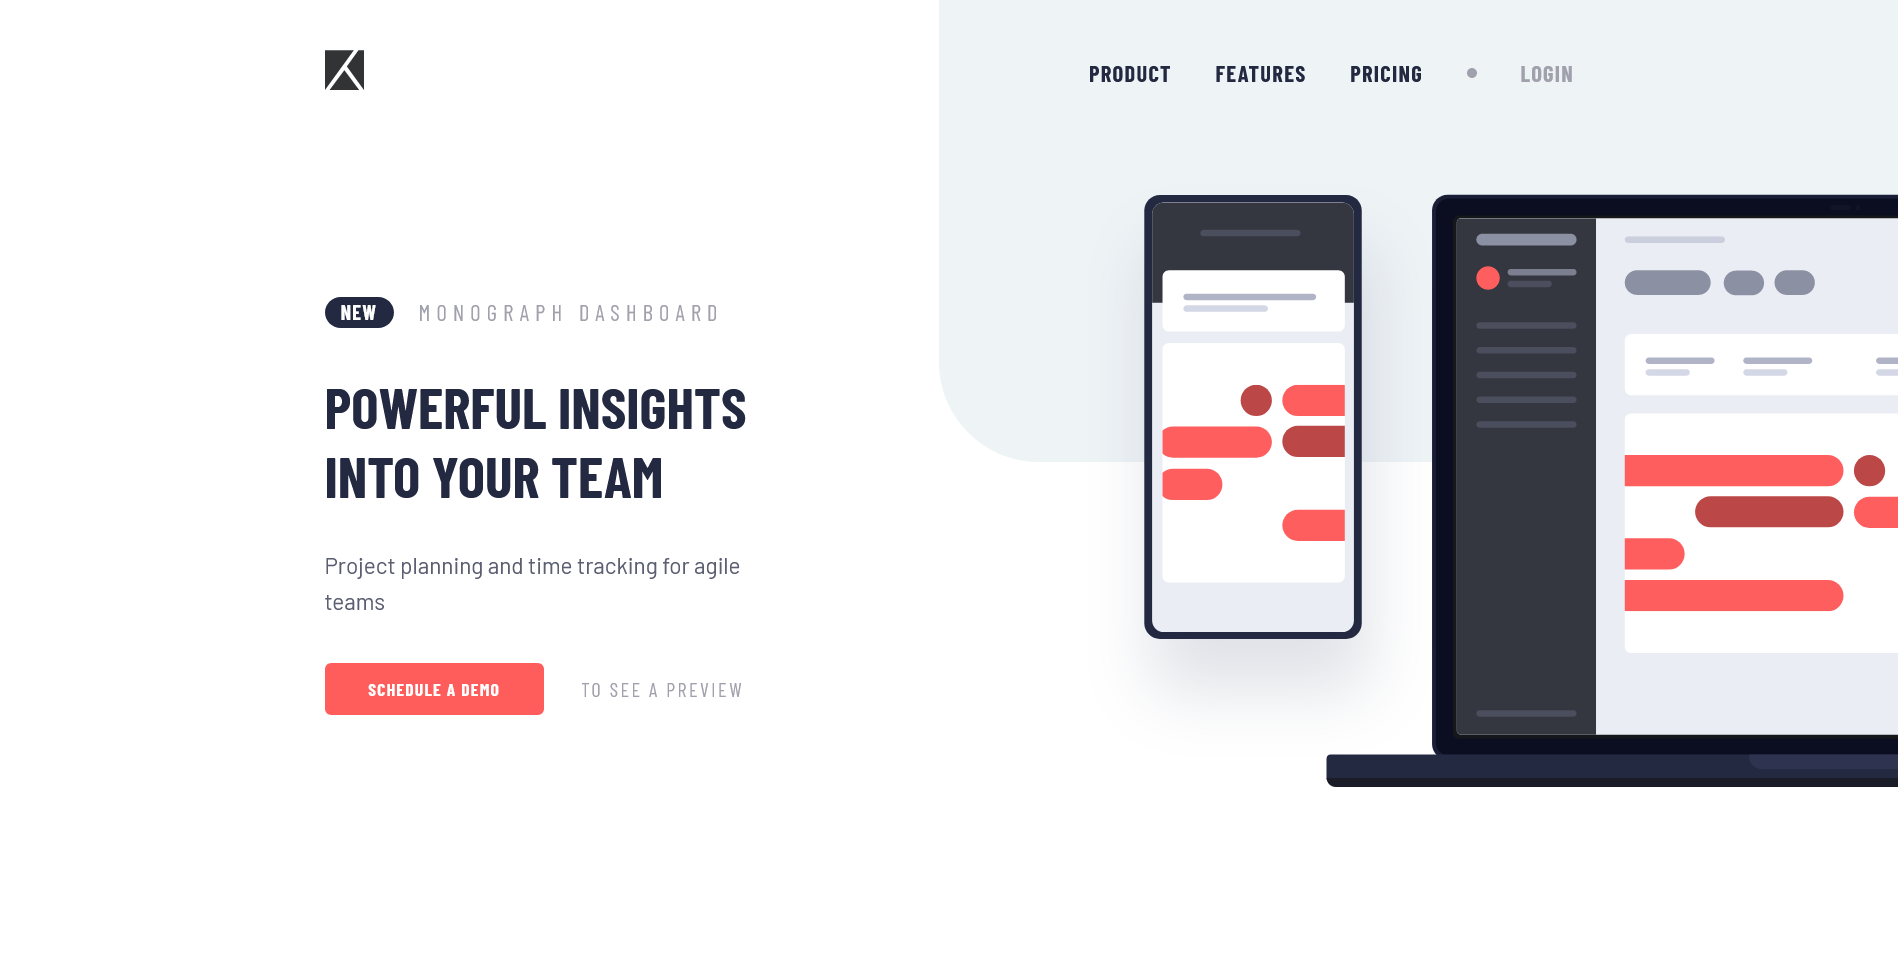 PRODUCT FEATURES PRICING LOGIN
NEW MONOGRAPH DASHBOARD
POWERFUL INSIGHTS
INTO YOUR TEAM
Project planning and time tracking for agile
teams
SCHEDULE A DEMO TO SEE A PREVIEW